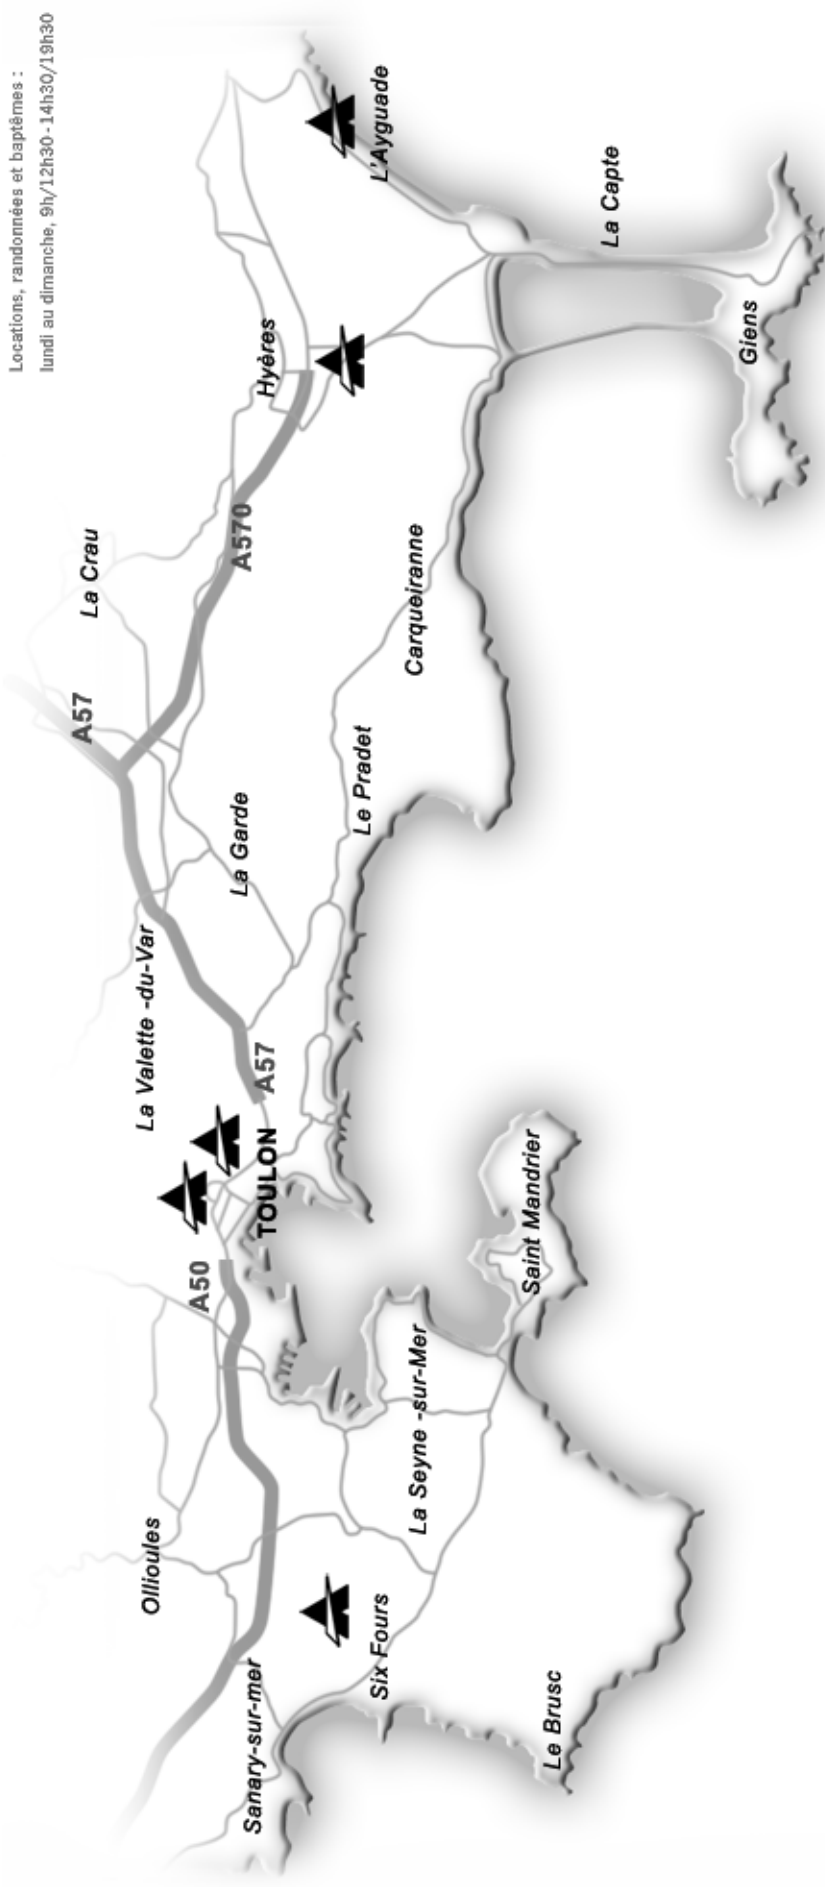 Locations, randonnées et baptêmes :
lundi au dimanche, 9h/12h30-14h30/19h30
Sanary-sur-mer
Ollioules
Six Fours
Le Brusc
La Seyne -sur-Mer
A50
TOULON
Saint Mandrier
A57
La Valette -du-Var
La Garde
Le Pradet
A57
La Crau
Carqueiranne
A570
Hyères
Giens
La Capte
L'Ayguade